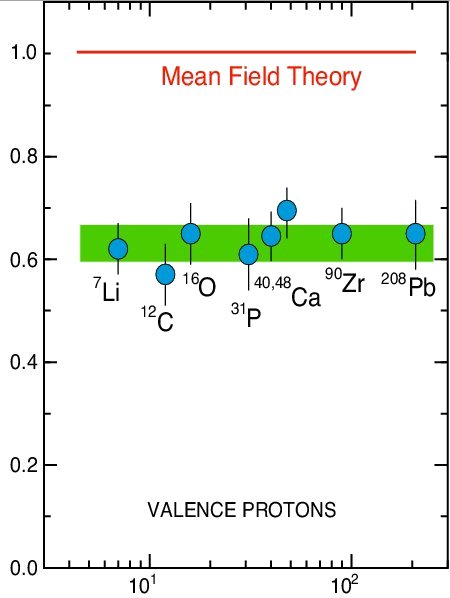 1.0
Mean Field Theory
0.8
0.6
⁷Li
¹²C
¹⁶O
³¹P
⁴⁰,⁴⁸Ca
⁹⁰Zr
²⁰⁸Pb
0.4
0.2
VALENCE PROTONS
0.0
10¹
10²